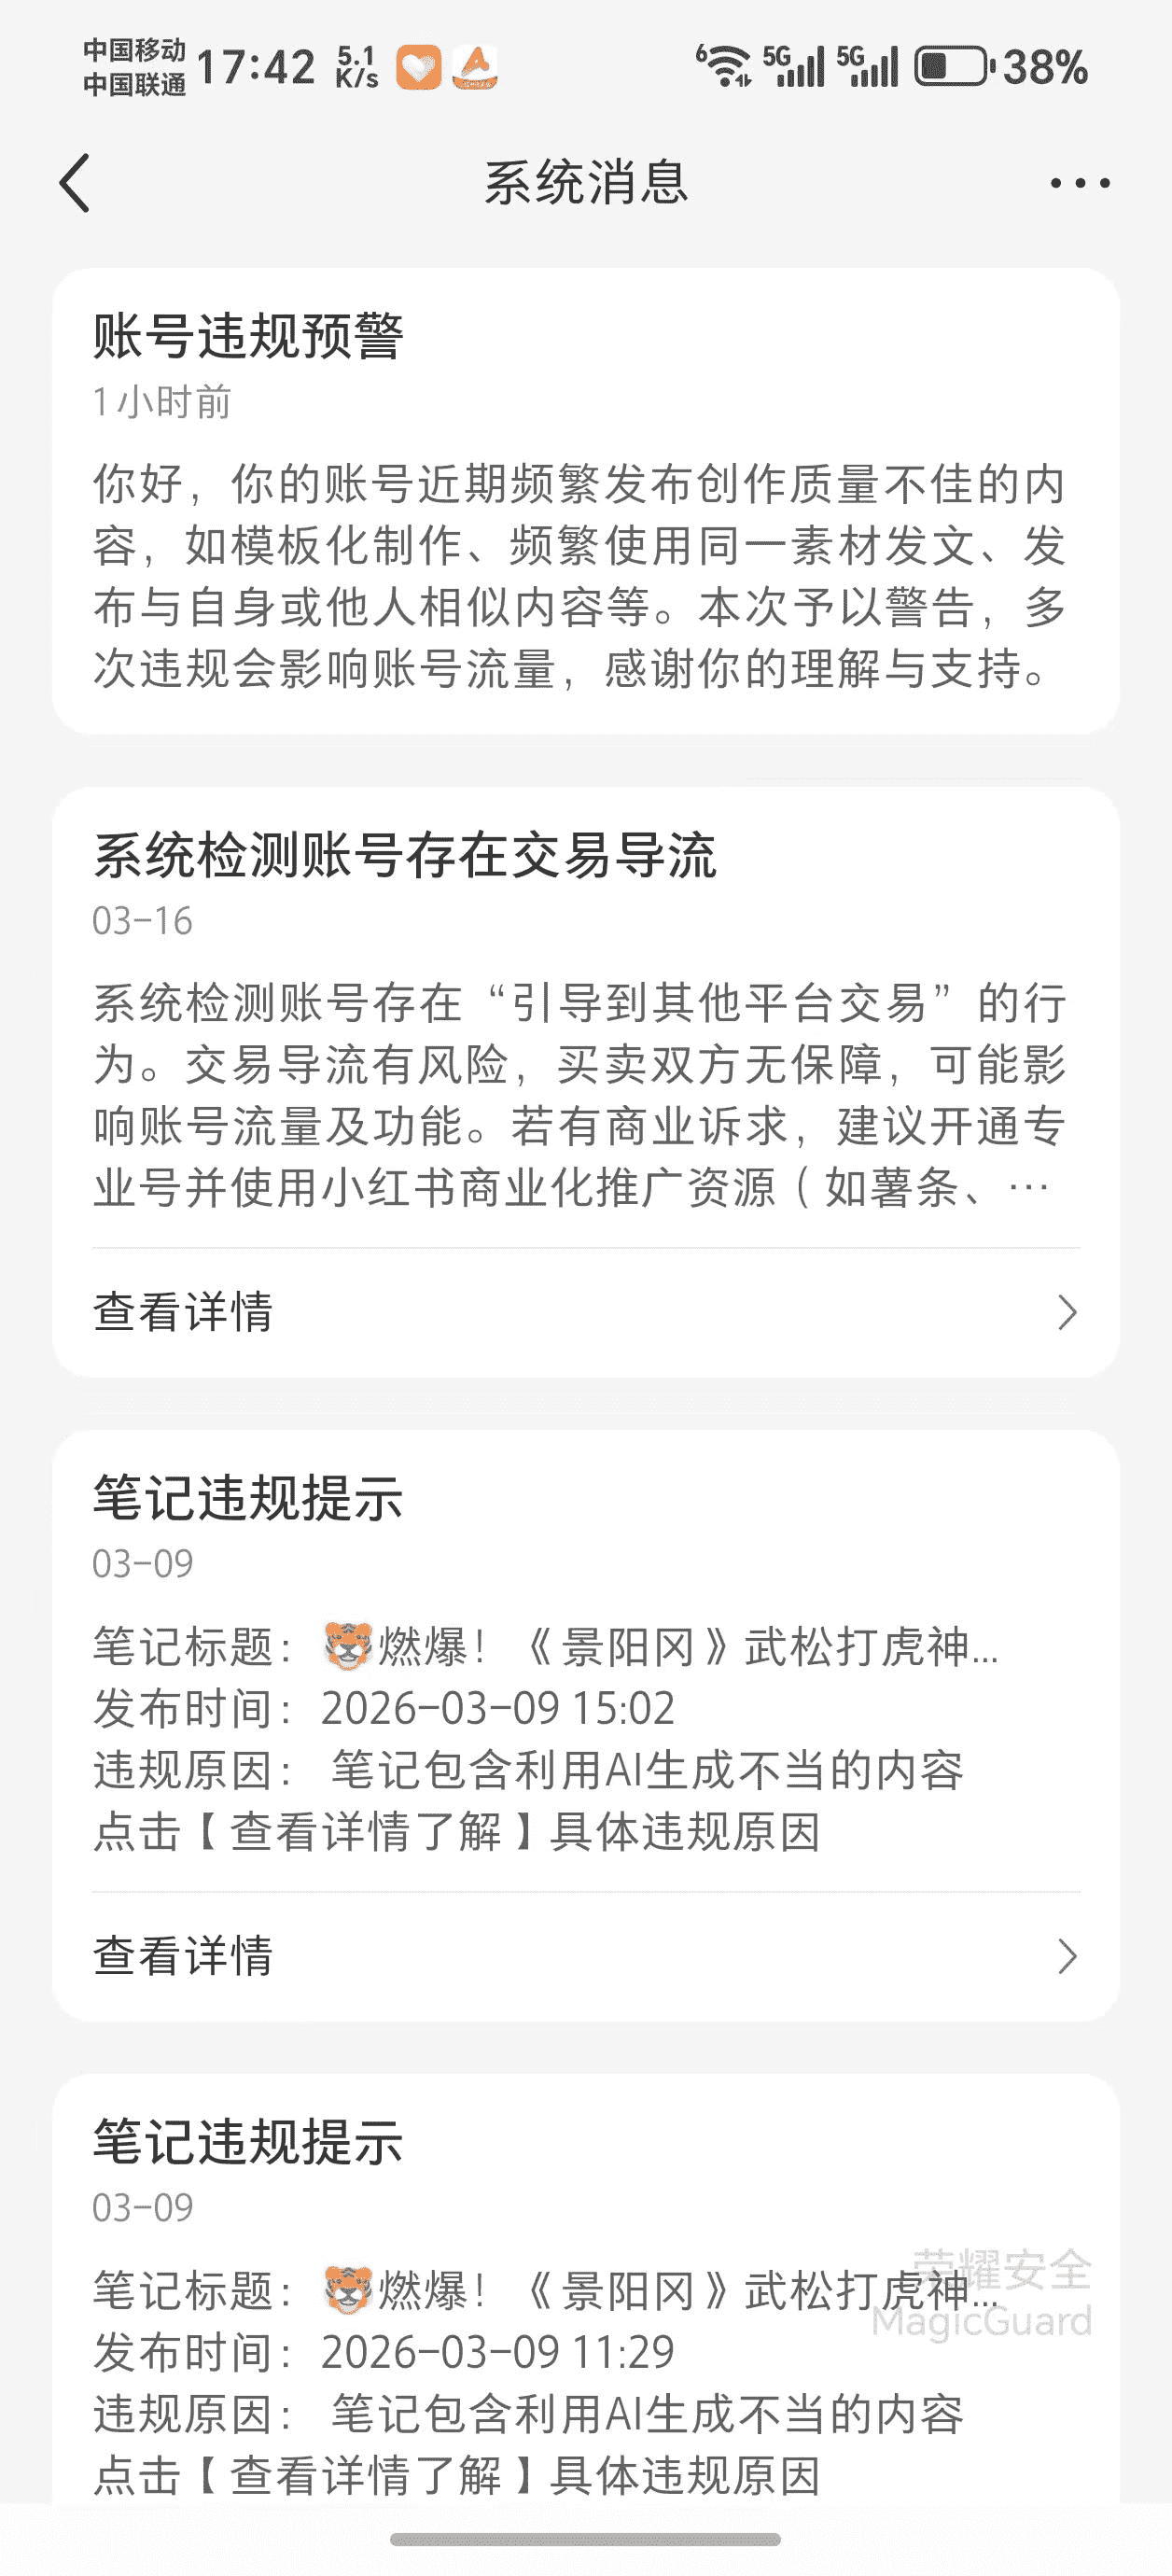 中国移动
中国联通
17:42
5.1
K/s
6
5G
5G
38%
系统消息
账号违规预警
1小时前
你好，你的账号近期频繁发布创作质量不佳的内
容，如模板化制作、频繁使用同一素材发文、发
布与自身或他人相似内容等。本次予以警告，多
次违规会影响账号流量，感谢你的理解与支持。
系统检测账号存在交易导流
03-16
系统检测账号存在“引导到其他平台交易”的行
为。交易导流有风险，买卖双方无保障，可能影
响账号流量及功能。若有商业诉求，建议开通专
业号并使用小红书商业化推广资源（如薯条、…
查看详情
笔记违规提示
03-09
笔记标题：🐯燃爆！《景阳冈》武松打虎神...
发布时间：2026-03-09 15:02
违规原因： 笔记包含利用AI生成不当的内容
点击【查看详情了解】具体违规原因
查看详情
笔记违规提示
03-09
笔记标题：🐯燃爆！《景阳冈》武松打虎神...
发布时间：2026-03-09 11:29
违规原因： 笔记包含利用AI生成不当的内容
点击【查看详情了解】具体违规原因
荣耀安全
MagicGuard